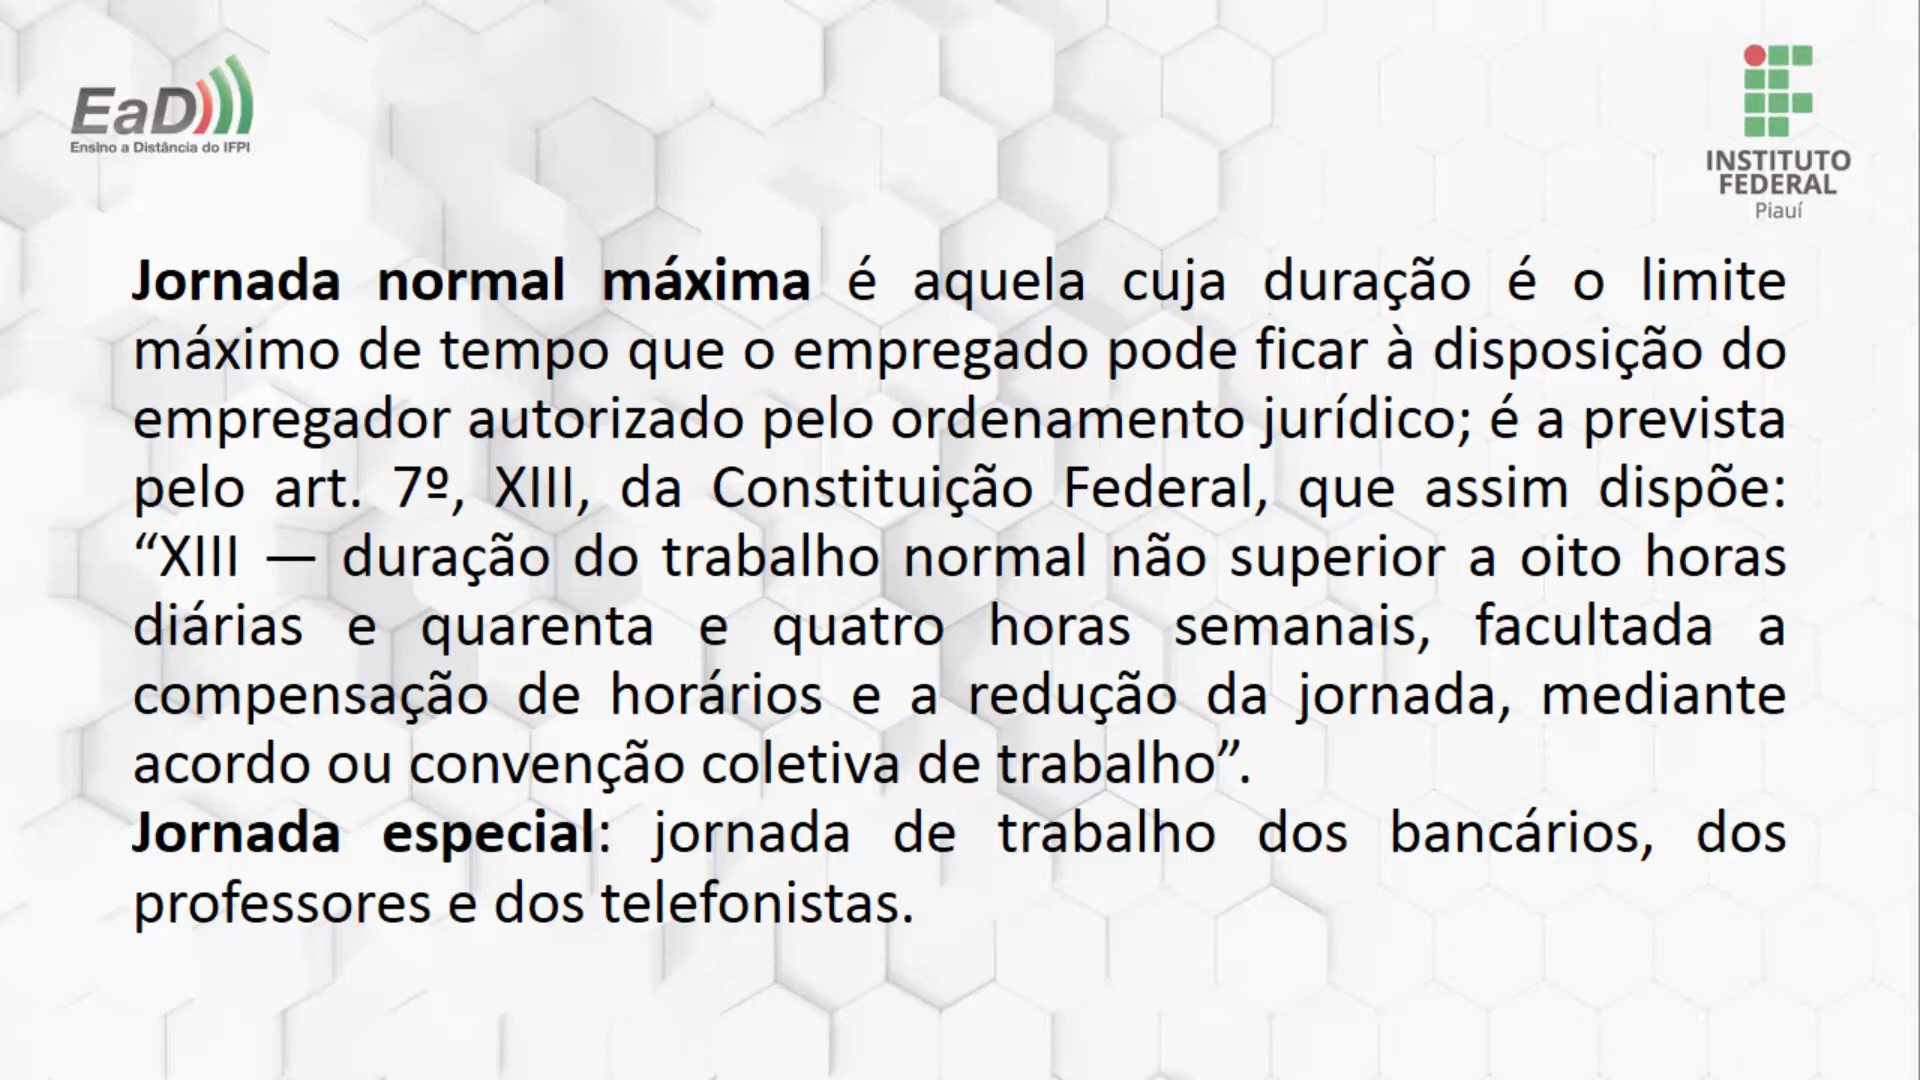 EaD
Ensino a Distância do IFPI
INSTITUTO
FEDERAL
Piauí
Jornada normal máxima é aquela cuja duração é o limite
máximo de tempo que o empregado pode ficar à disposição do
empregador autorizado pelo ordenamento jurídico; é a prevista
pelo art. 7º, XIII, da Constituição Federal, que assim dispõe:
“XIII — duração do trabalho normal não superior a oito horas
diárias e quarenta e quatro horas semanais, facultada a
compensação de horários e a redução da jornada, mediante
acordo ou convenção coletiva de trabalho”.
Jornada especial: jornada de trabalho dos bancários, dos
professores e dos telefonistas.